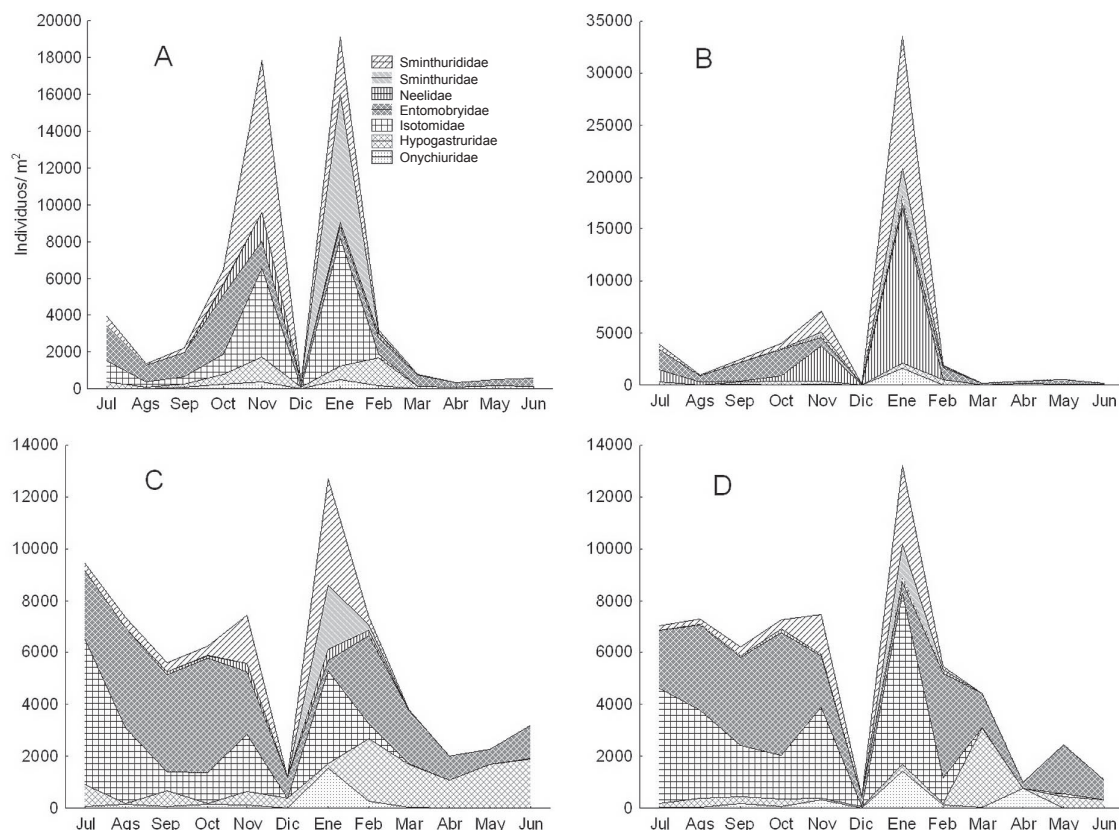 A
20000
18000
16000
14000
12000
10000
8000
6000
4000
2000
0
Individuos/ m²
Sminthurididae
Sminthuridae
Neelidae
Entomobryidae
Isotomidae
Hypogastruridae
Onychiuridae
Jul Ags Sep Oct Nov Dic Ene Feb Mar Abr May Jun
B
35000
30000
25000
20000
15000
10000
5000
0
Jul Ags Sep Oct Nov Dic Ene Feb Mar Abr May Jun
C
14000
12000
10000
8000
6000
4000
2000
0
Jul Ags Sep Oct Nov Dic Ene Feb Mar Abr May Jun
D
14000
12000
10000
8000
6000
4000
2000
0
Jul Ags Sep Oct Nov Dic Ene Feb Mar Abr May Jun